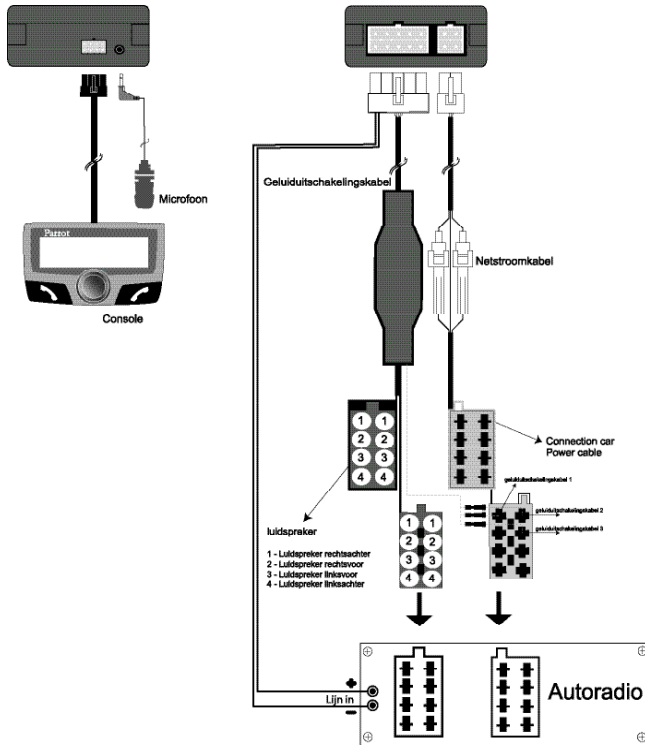 Geluiduitschakelingskabel
Microfoon
Parrot
Netstroomkabel
Console
Connection car
Power cable
geluiduitschakelingskabel 1
geluiduitschakelingskabel 2
geluiduitschakelingskabel 3
1 1
2 2
3 3
4 4
luidspreker
1 - Luidspreker rechtsachter
2 - Luidspreker rechtsvoor
3 - Luidspreker linksvoor
4 - Luidspreker linksachter
1 1
2 2
3 3
4 4
+
Lijn in
-
Autoradio